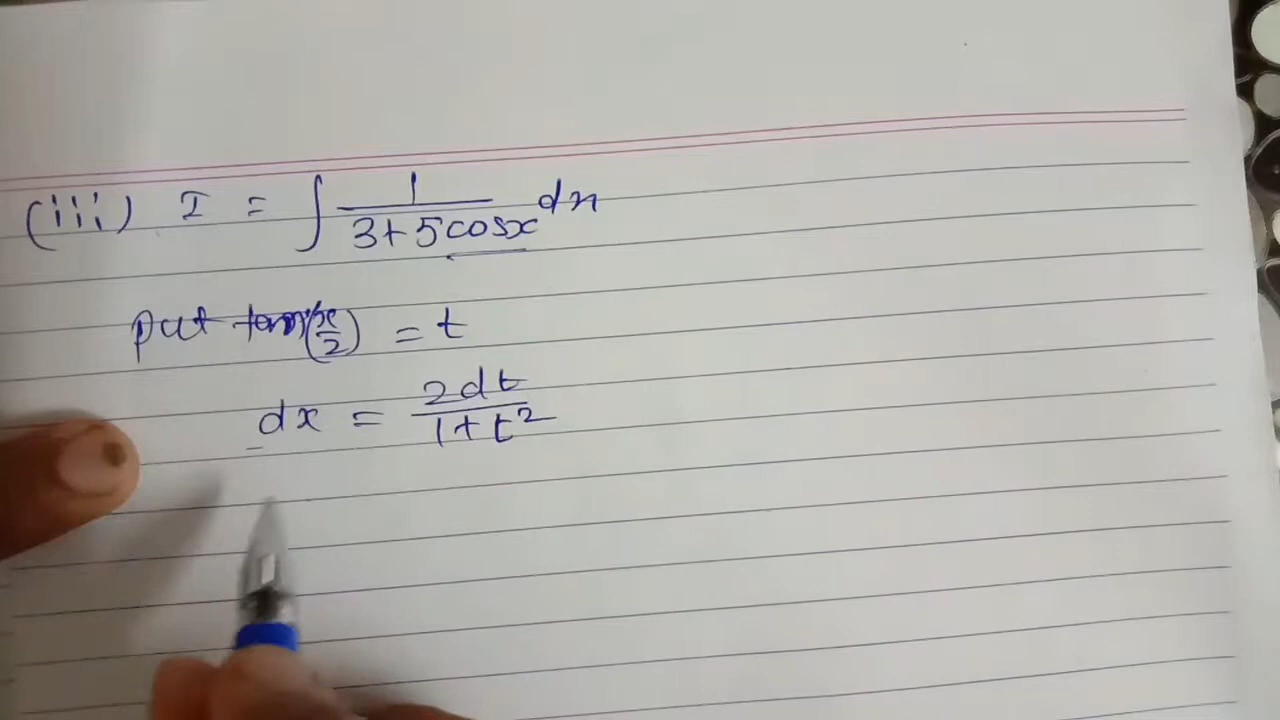 (iii) I = ∫ 1/(3+5cosx) dx
put tan(x/2) = t
dx = 2dt/(1+t²)